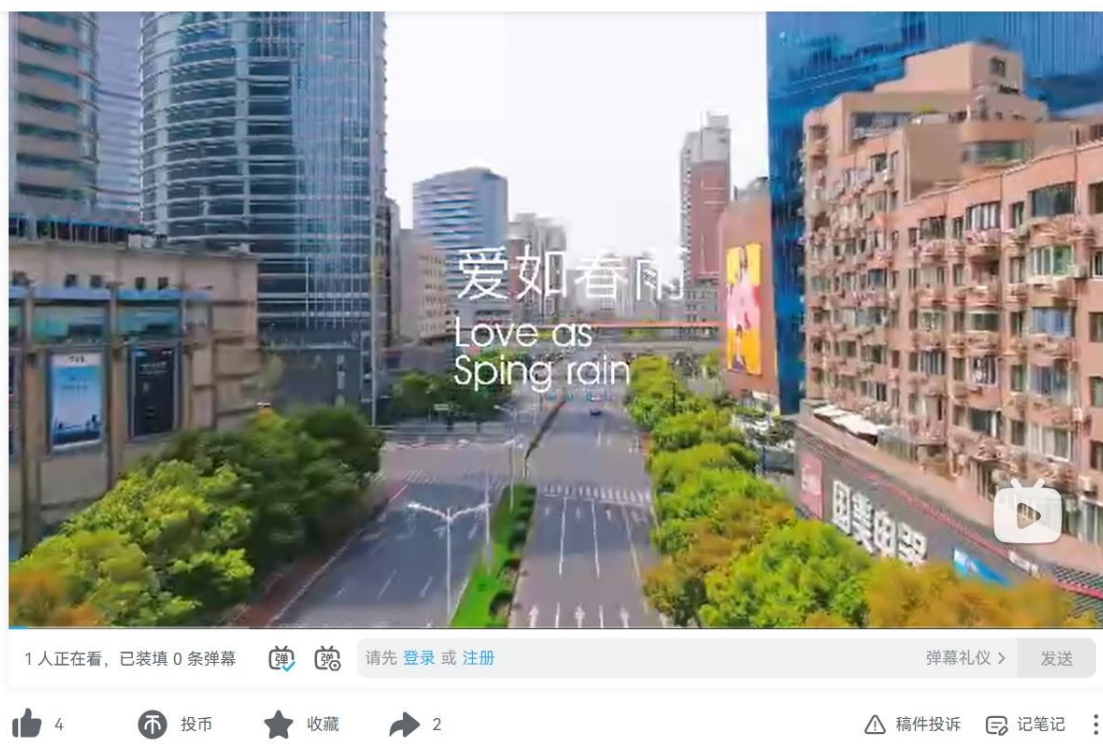 爱如春雨
Love as
Sping rain
国美电器
1人正在看，已装填 0 条弹幕
弹
弹
请先 登录 或 注册
弹幕礼仪 >
发送
4
投币
收藏
2
稿件投诉
记笔记